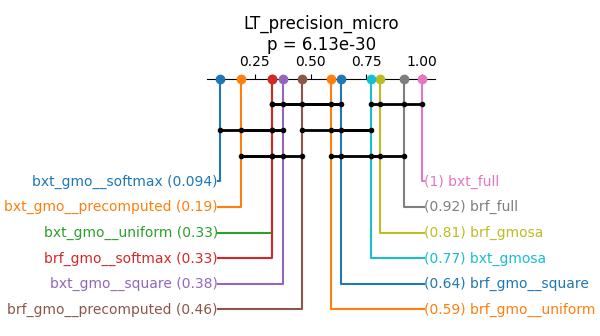 LT_precision_micro
p = 6.13e-30
0.25 0.50 0.75 1.00
bxt_gmo__softmax (0.094) (1) bxt_full
bxt_gmo__precomputed (0.19) (0.92) brf_full
bxt_gmo__uniform (0.33) (0.81) brf_gmosa
brf_gmo__softmax (0.33) (0.77) bxt_gmosa
bxt_gmo__square (0.38) (0.64) brf_gmo__square
brf_gmo__precomputed (0.46) (0.59) brf_gmo__uniform